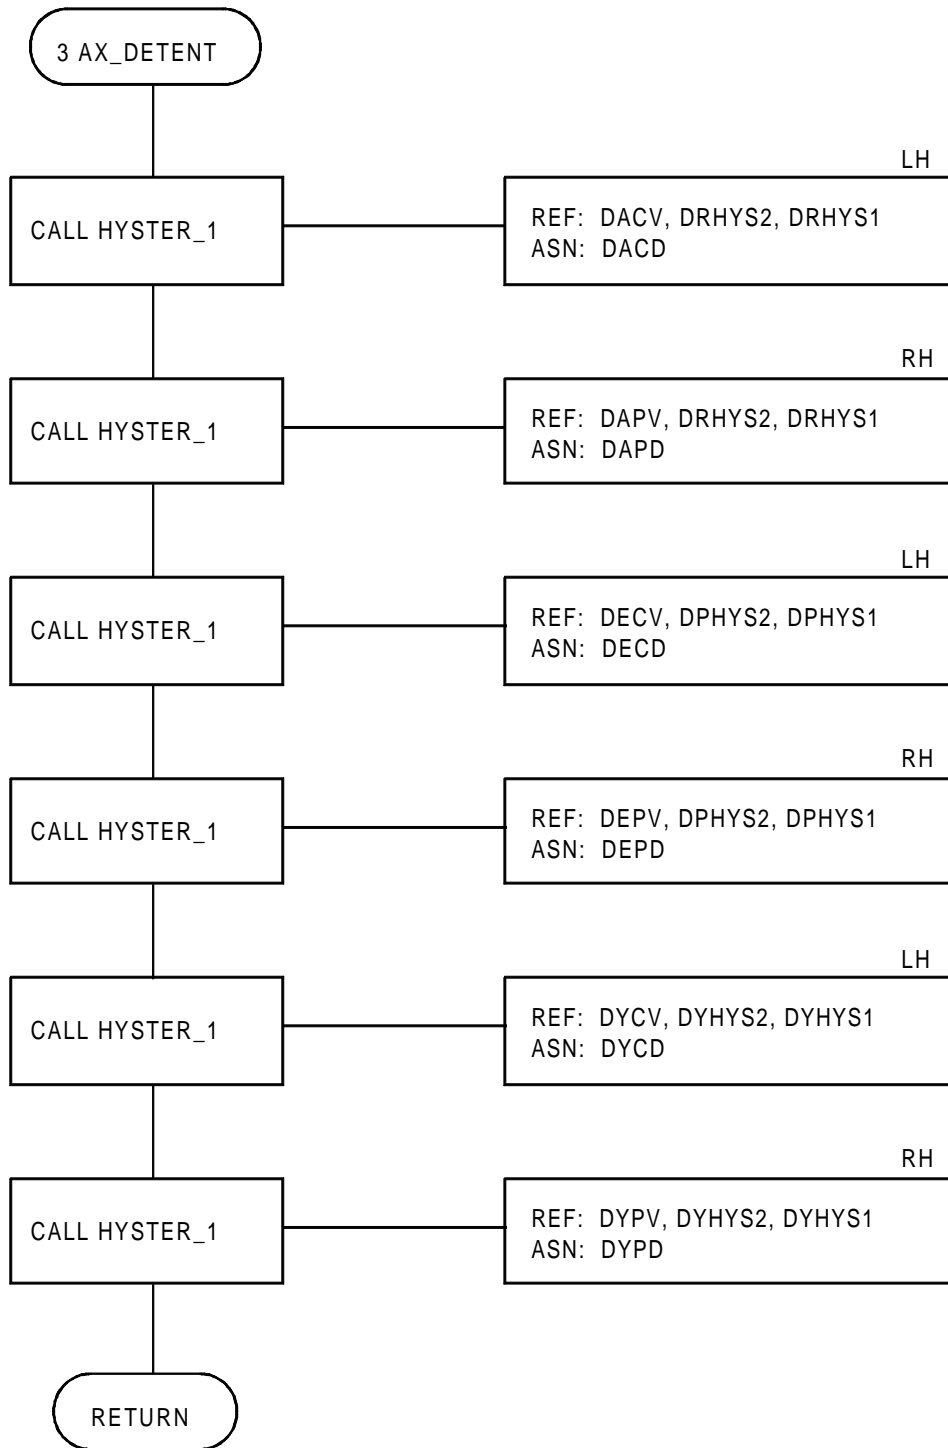 3 AX_DETENT
LH
CALL HYSTER_1
REF: DACV, DRHYS2, DRHYS1
ASN: DACD
RH
CALL HYSTER_1
REF: DAPV, DRHYS2, DRHYS1
ASN: DAPD
LH
CALL HYSTER_1
REF: DECV, DPHYS2, DPHYS1
ASN: DECD
RH
CALL HYSTER_1
REF: DEPV, DPHYS2, DPHYS1
ASN: DEPD
LH
CALL HYSTER_1
REF: DYCV, DYHYS2, DYHYS1
ASN: DYCD
RH
CALL HYSTER_1
REF: DYPV, DYHYS2, DYHYS1
ASN: DYPD
RETURN